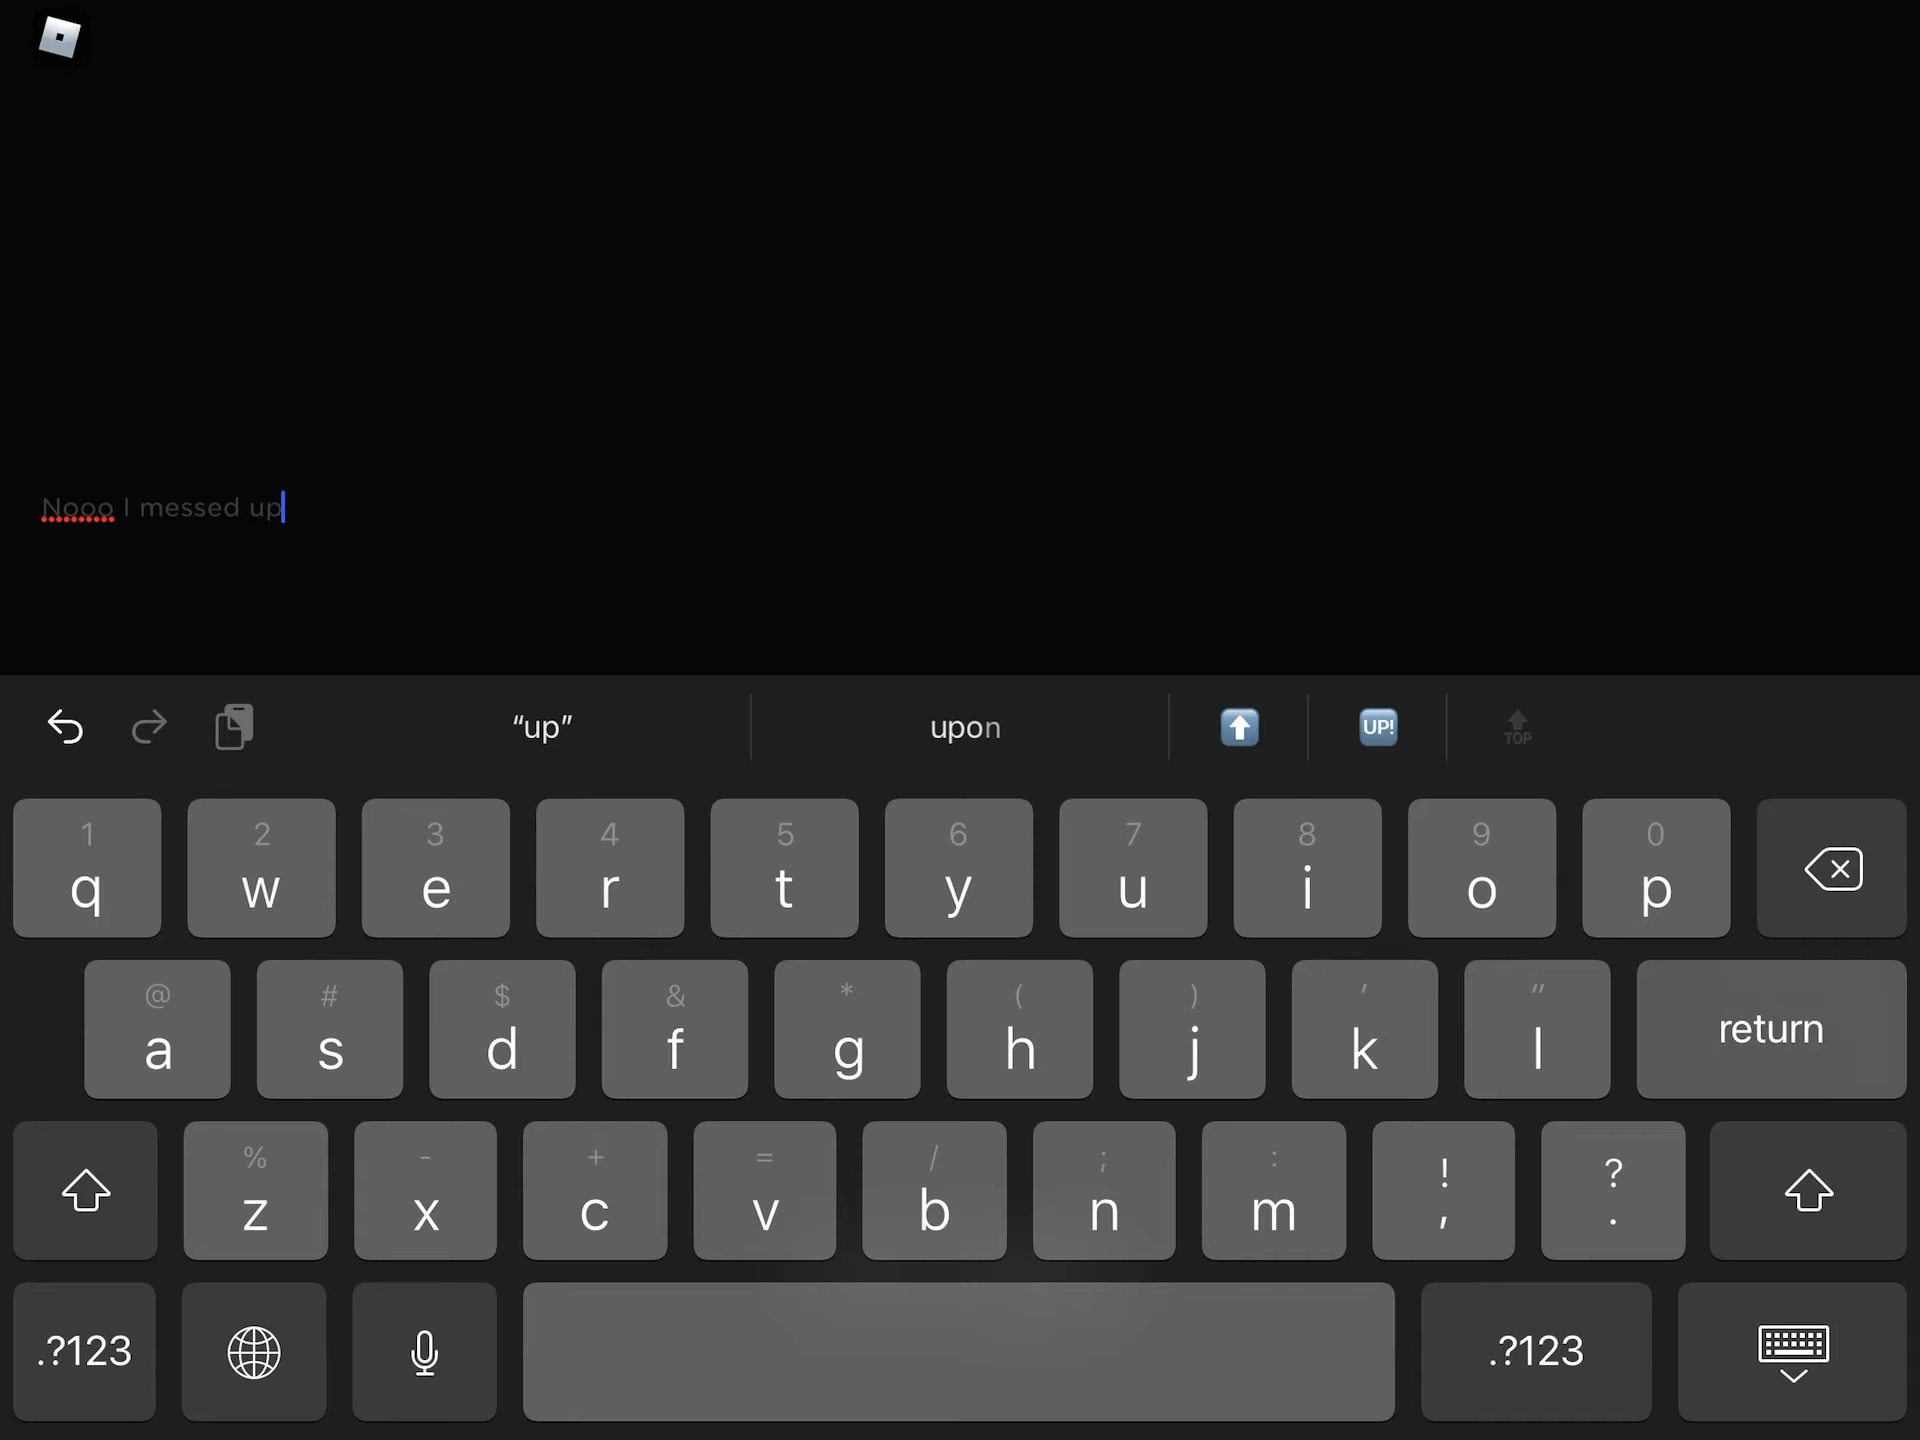 Nooo I messed up
“up” upon UP! TOP
1 2 3 4 5 6 7 8 9 0
q w e r t y u i o p
@ # $ & * ( ) ' "
a s d f g h j k l return
% - + = / ; : ! ?
z x c v b n m , .
.?123 .?123